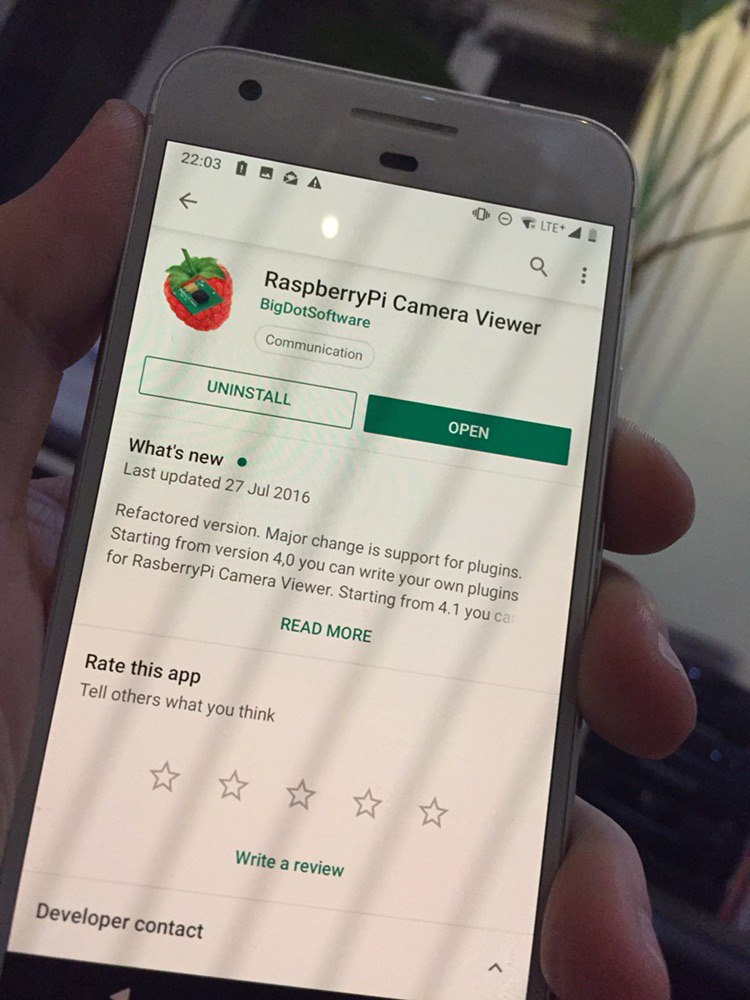 22:03
LTE+
RaspberryPi Camera Viewer
BigDotSoftware
Communication
UNINSTALL
OPEN
What's new
Last updated 27 Jul 2016
Refactored version. Major change is support for plugins.
Starting from version 4,0 you can write your own plugins
for RasberryPi Camera Viewer. Starting from 4.1 you can
READ MORE
Rate this app
Tell others what you think
Write a review
Developer contact